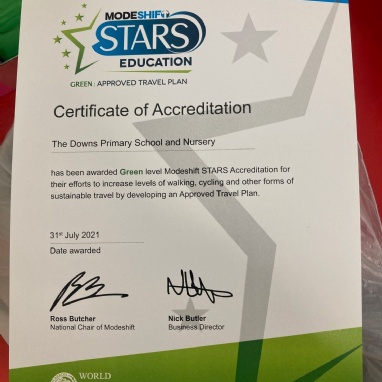 MODESHIFT
STARS
EDUCATION
GREEN: APPROVED TRAVEL PLAN
Certificate of Accreditation
The Downs Primary School and Nursery
has been awarded Green level Modeshift STARS Accreditation for
their efforts to increase levels of walking, cycling and other forms of
sustainable travel by developing an Approved Travel Plan.
31st July 2021
Date awarded
Ross Butcher
National Chair of Modeshift
Nick Butler
Business Director
WORLD